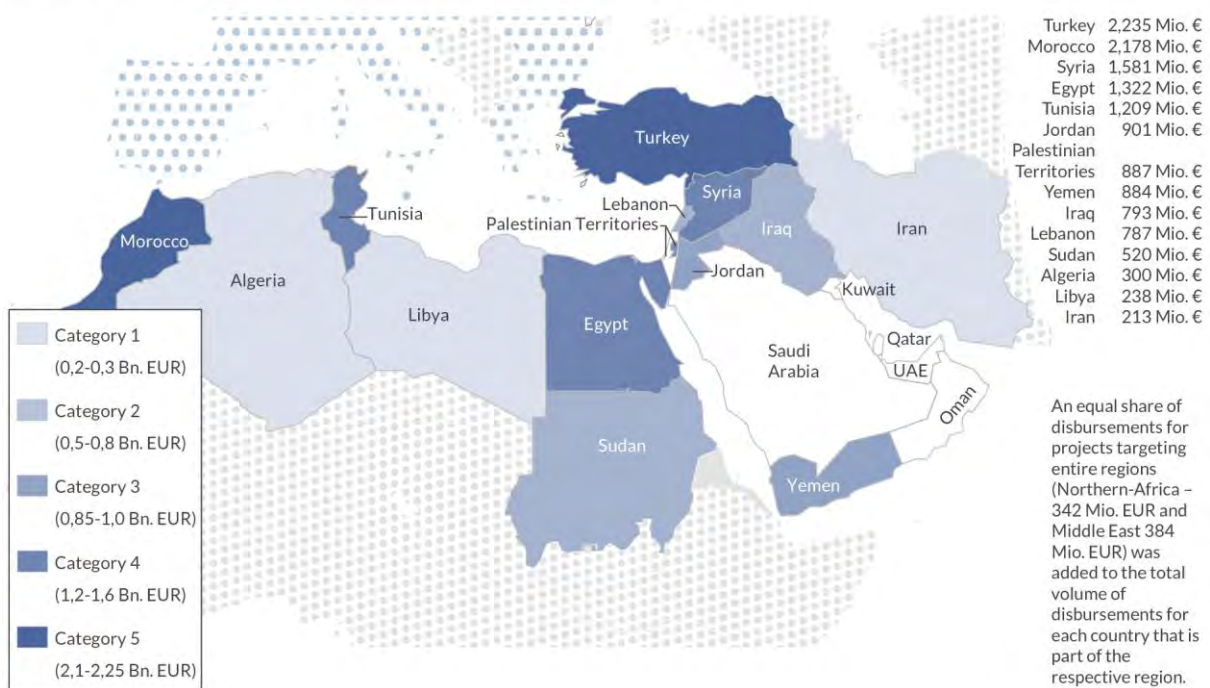 Turkey 2,235 Mio. €
Morocco 2,178 Mio. €
Syria 1,581 Mio. €
Egypt 1,322 Mio. €
Tunisia 1,209 Mio. €
Jordan 901 Mio. €
Palestinian
Territories 887 Mio. €
Yemen 884 Mio. €
Iraq 793 Mio. €
Lebanon 787 Mio. €
Sudan 520 Mio. €
Algeria 300 Mio. €
Libya 238 Mio. €
Iran 213 Mio. €
Turkey
Syria
Lebanon
Tunisia
Palestinian Territories
Morocco
Iraq
Iran
Jordan
Algeria
Kuwait
Libya
Egypt
Qatar
Saudi
Arabia
UAE
Oman
Sudan
Yemen
Category 1
(0,2-0,3 Bn. EUR)
Category 2
(0,5-0,8 Bn. EUR)
Category 3
(0,85-1,0 Bn. EUR)
Category 4
(1,2-1,6 Bn. EUR)
Category 5
(2,1-2,25 Bn. EUR)
An equal share of
disbursements for
projects targeting
entire regions
(Northern-Africa –
342 Mio. EUR and
Middle East 384
Mio. EUR) was
added to the total
volume of
disbursements for
each country that is
part of the
respective region.